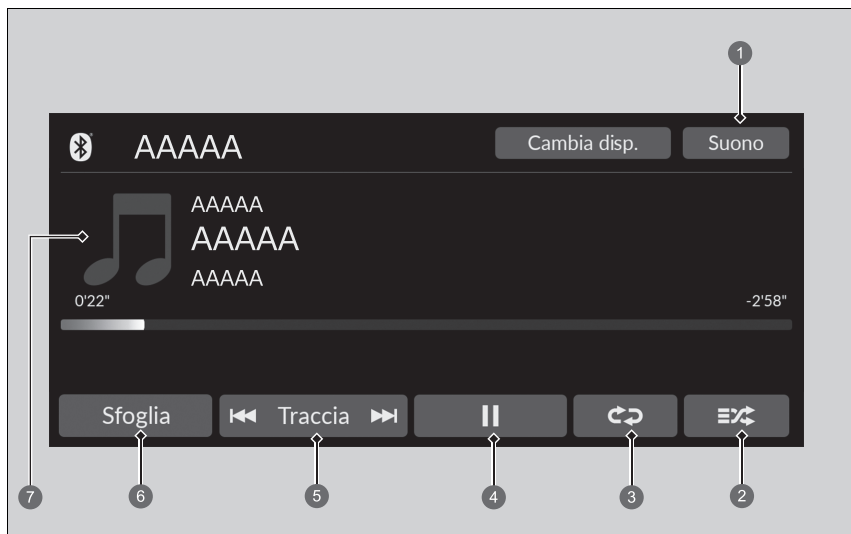 1
AAAAA
Cambia disp.
Suono
AAAAA
AAAAA
AAAAA
0'22"
-2'58"
Sfoglia
Traccia
7
6
5
4
3
2